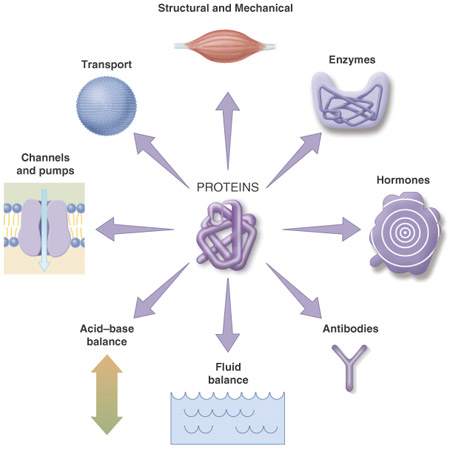 Structural and Mechanical
Enzymes
Transport
Channels
and pumps
PROTEINS
Hormones
Acid–base
balance
Fluid
balance
Antibodies